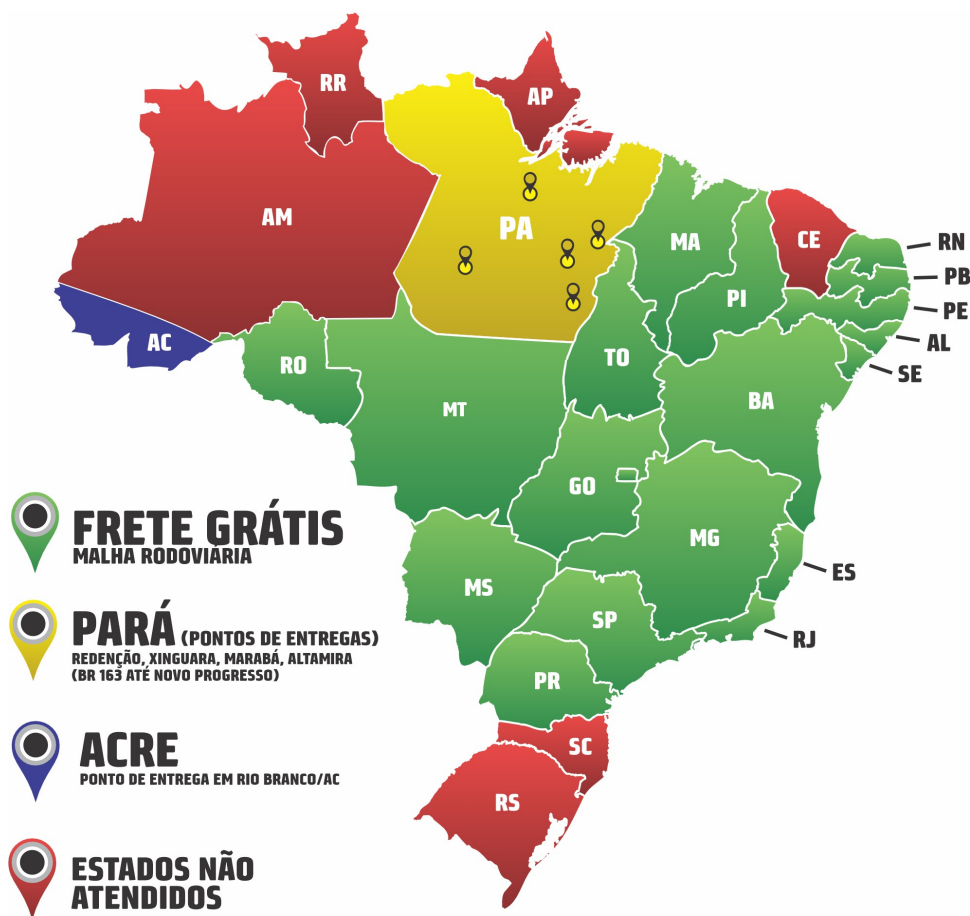 RR
AP
AM
PA
MA
CE
RN
PB
PI
PE
AC
AL
RO
TO
SE
MT
BA
GO
FRETE GRÁTIS
MALHA RODOVIÁRIA
MG
ES
MS
SP
PARÁ (PONTOS DE ENTREGAS)
REDENÇÃO, XINGUARA, MARABÁ, ALTAMIRA
(BR 163 ATÉ NOVO PROGRESSO)
RJ
PR
ACRE
PONTO DE ENTREGA EM RIO BRANCO/AC
SC
RS
ESTADOS NÃO
ATENDIDOS